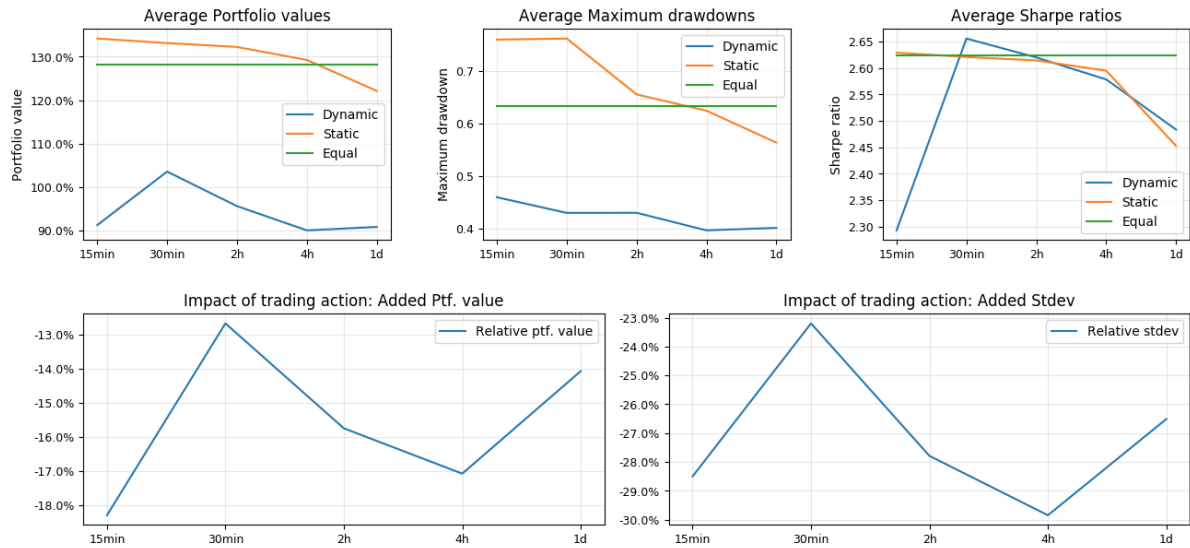 Average Portfolio values
Portfolio value
130.0%
120.0%
110.0%
100.0%
90.0%
Dynamic
Static
Equal
15min 30min 2h 4h 1d
Average Maximum drawdowns
Maximum drawdown
0.7
0.6
0.5
0.4
Dynamic
Static
Equal
15min 30min 2h 4h 1d
Average Sharpe ratios
Sharpe ratio
2.65
2.60
2.55
2.50
2.45
2.40
2.35
2.30
Dynamic
Static
Equal
15min 30min 2h 4h 1d
Impact of trading action: Added Ptf. value
-13.0%
-14.0%
-15.0%
-16.0%
-17.0%
-18.0%
Relative ptf. value
15min 30min 2h 4h 1d
Impact of trading action: Added Stdev
-23.0%
-24.0%
-25.0%
-26.0%
-27.0%
-28.0%
-29.0%
-30.0%
Relative stdev
15min 30min 2h 4h 1d